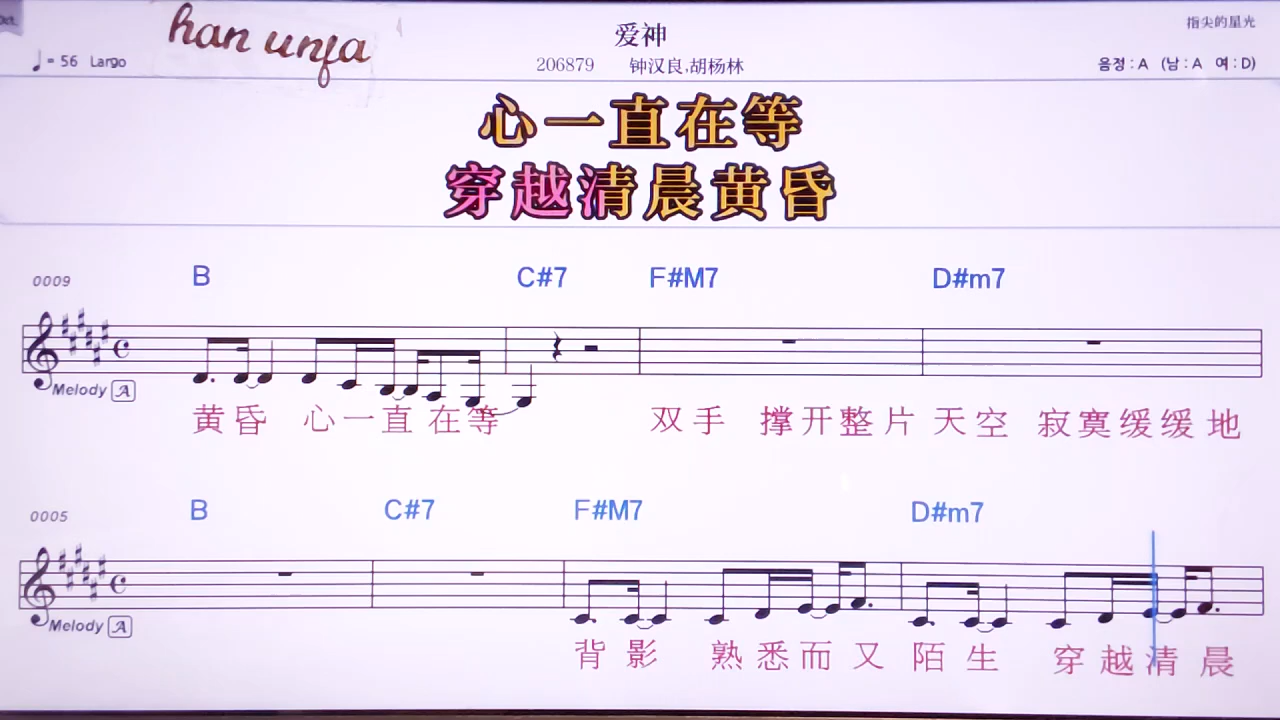 han unfa
爱神
指尖的星光
♩= 56 Largo
206879 钟汉良,胡杨林
음정 : A (남 : A 여 : D)
心一直在等
穿越清晨黄昏
0009 B C#7 F#M7 D#m7
Melody A
黄昏 心一直在等 双手 撑开整片天空 寂寞缓缓地
0005 B C#7 F#M7 D#m7
Melody A
背影 熟悉而又陌生 穿越清晨